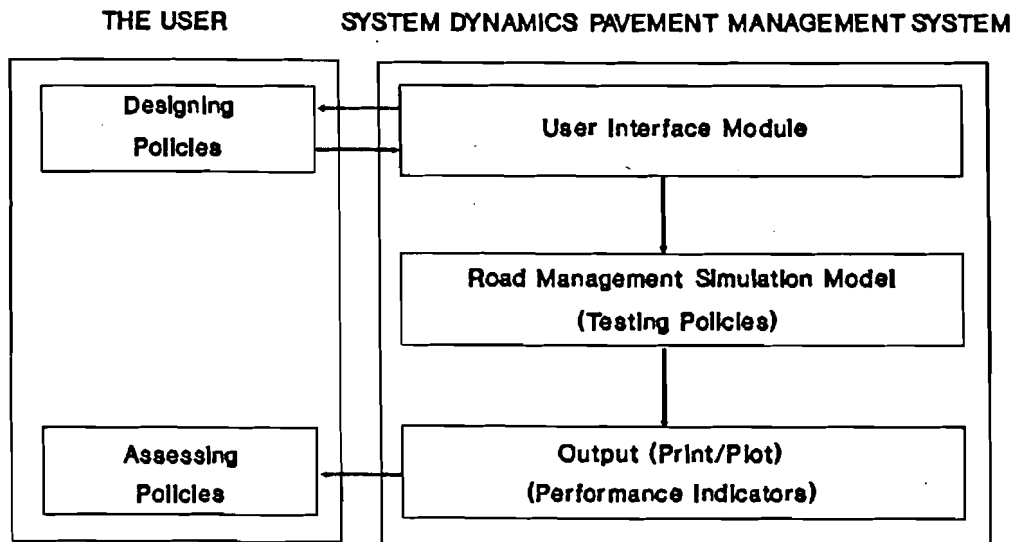 THE USER
SYSTEM DYNAMICS PAVEMENT MANAGEMENT SYSTEM
Designing
Policies
User Interface Module
Road Management Simulation Model
(Testing Policies)
Assessing
Policies
Output (Print/Plot)
(Performance Indicators)